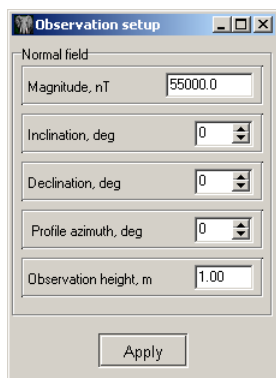 Observation setup
Normal field
Magnitude, nT 55000.0
Inclination, deg 0
Declination, deg 0
Profile azimuth, deg 0
Observation height, m 1.00
Apply